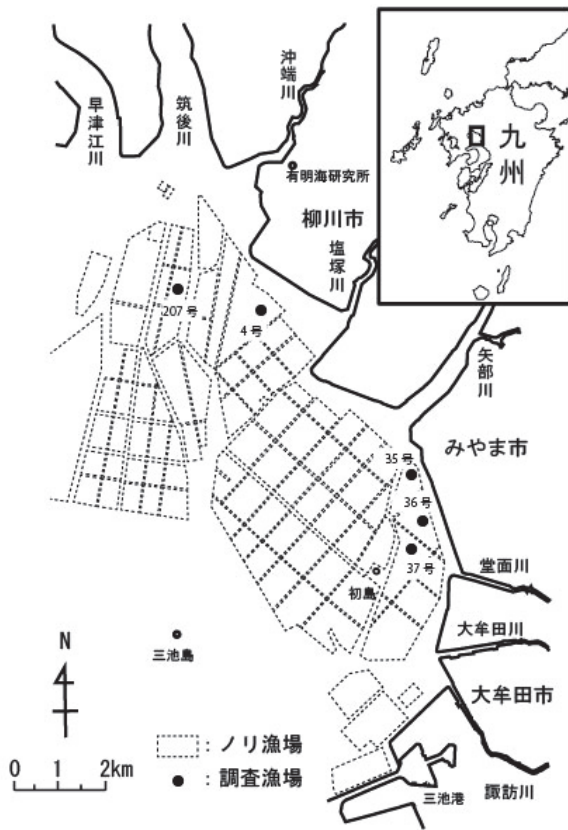 早津江川
筑後川
沖端川
有明海研究所
柳川市
塩塚川
九州
207号
4号
矢部川
35号
みやま市
36号
37号
堂面川
初島
大牟田川
三池島
N
大牟田市
：ノリ漁場
0 1 2km
：調査漁場
三池港
諏訪川